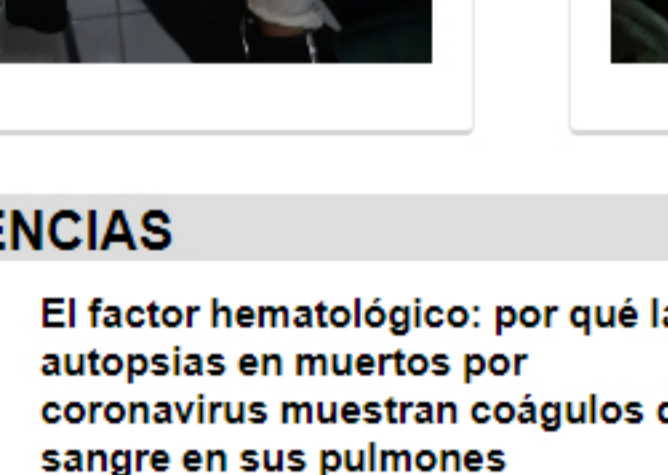 ENCIAS
El factor hematológico: por qué la
autopsias en muertos por
coronavirus muestran coágulos
sangre en sus pulmones